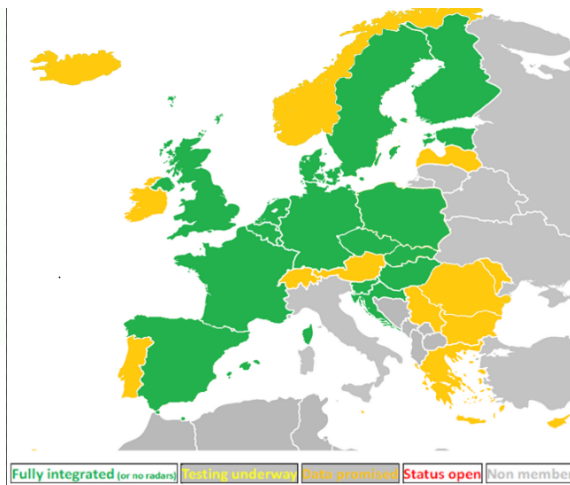 Fully integrated (or no radars) Testing underway Data promised Status open Non member